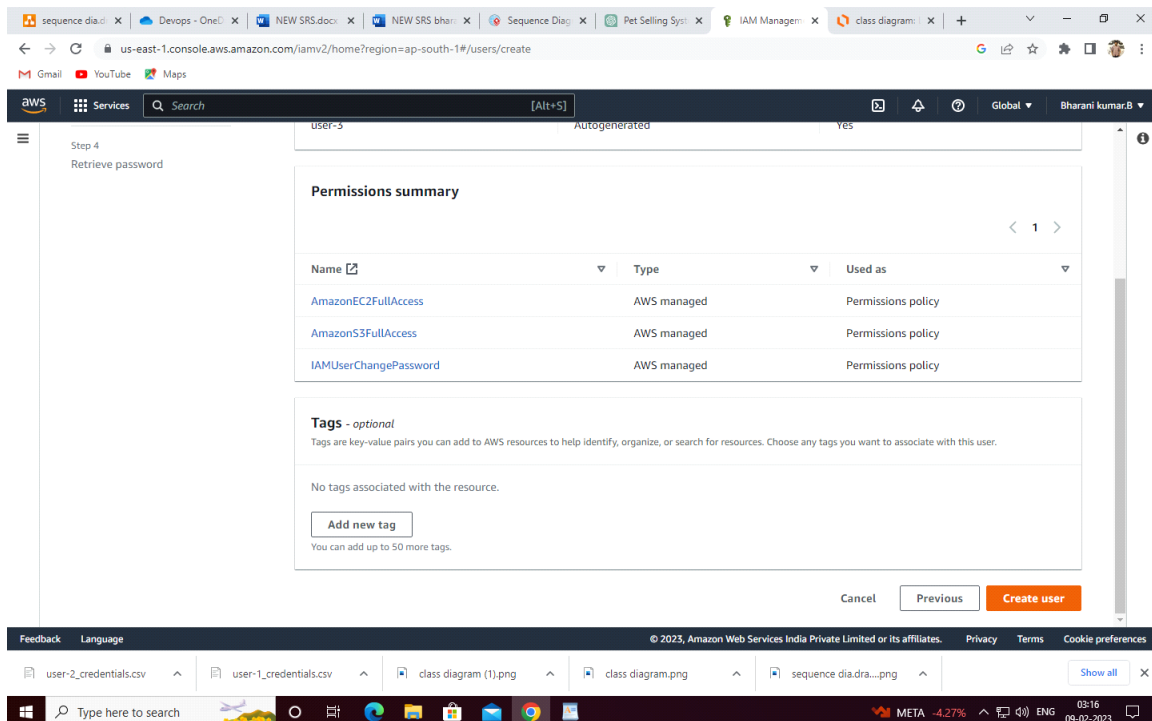 sequence dia.d
Devops - OneD
NEW SRS.docx
NEW SRS bhara
Sequence Diag
Pet Selling Syst
IAM Managem
class diagram:
us-east-1.console.aws.amazon.com/iamv2/home?region=ap-south-1#/users/create
Gmail YouTube Maps
aws Services Search [Alt+S] Global Bharani kumar.B
user-3 Autogenerated Yes
Step 4
Retrieve password
Permissions summary
1
Name Type Used as
AmazonEC2FullAccess AWS managed Permissions policy
AmazonS3FullAccess AWS managed Permissions policy
IAMUserChangePassword AWS managed Permissions policy
Tags - optional
Tags are key-value pairs you can add to AWS resources to help identify, organize, or search for resources. Choose any tags you want to associate with this user.
No tags associated with the resource.
Add new tag
You can add up to 50 more tags.
Cancel Previous Create user
Feedback Language © 2023, Amazon Web Services India Private Limited or its affiliates. Privacy Terms Cookie preferences
user-2_credentials.csv user-1_credentials.csv class diagram (1).png class diagram.png sequence dia.dra....png Show all
Type here to search META -4.27% ENG 03:16
09-02-2023